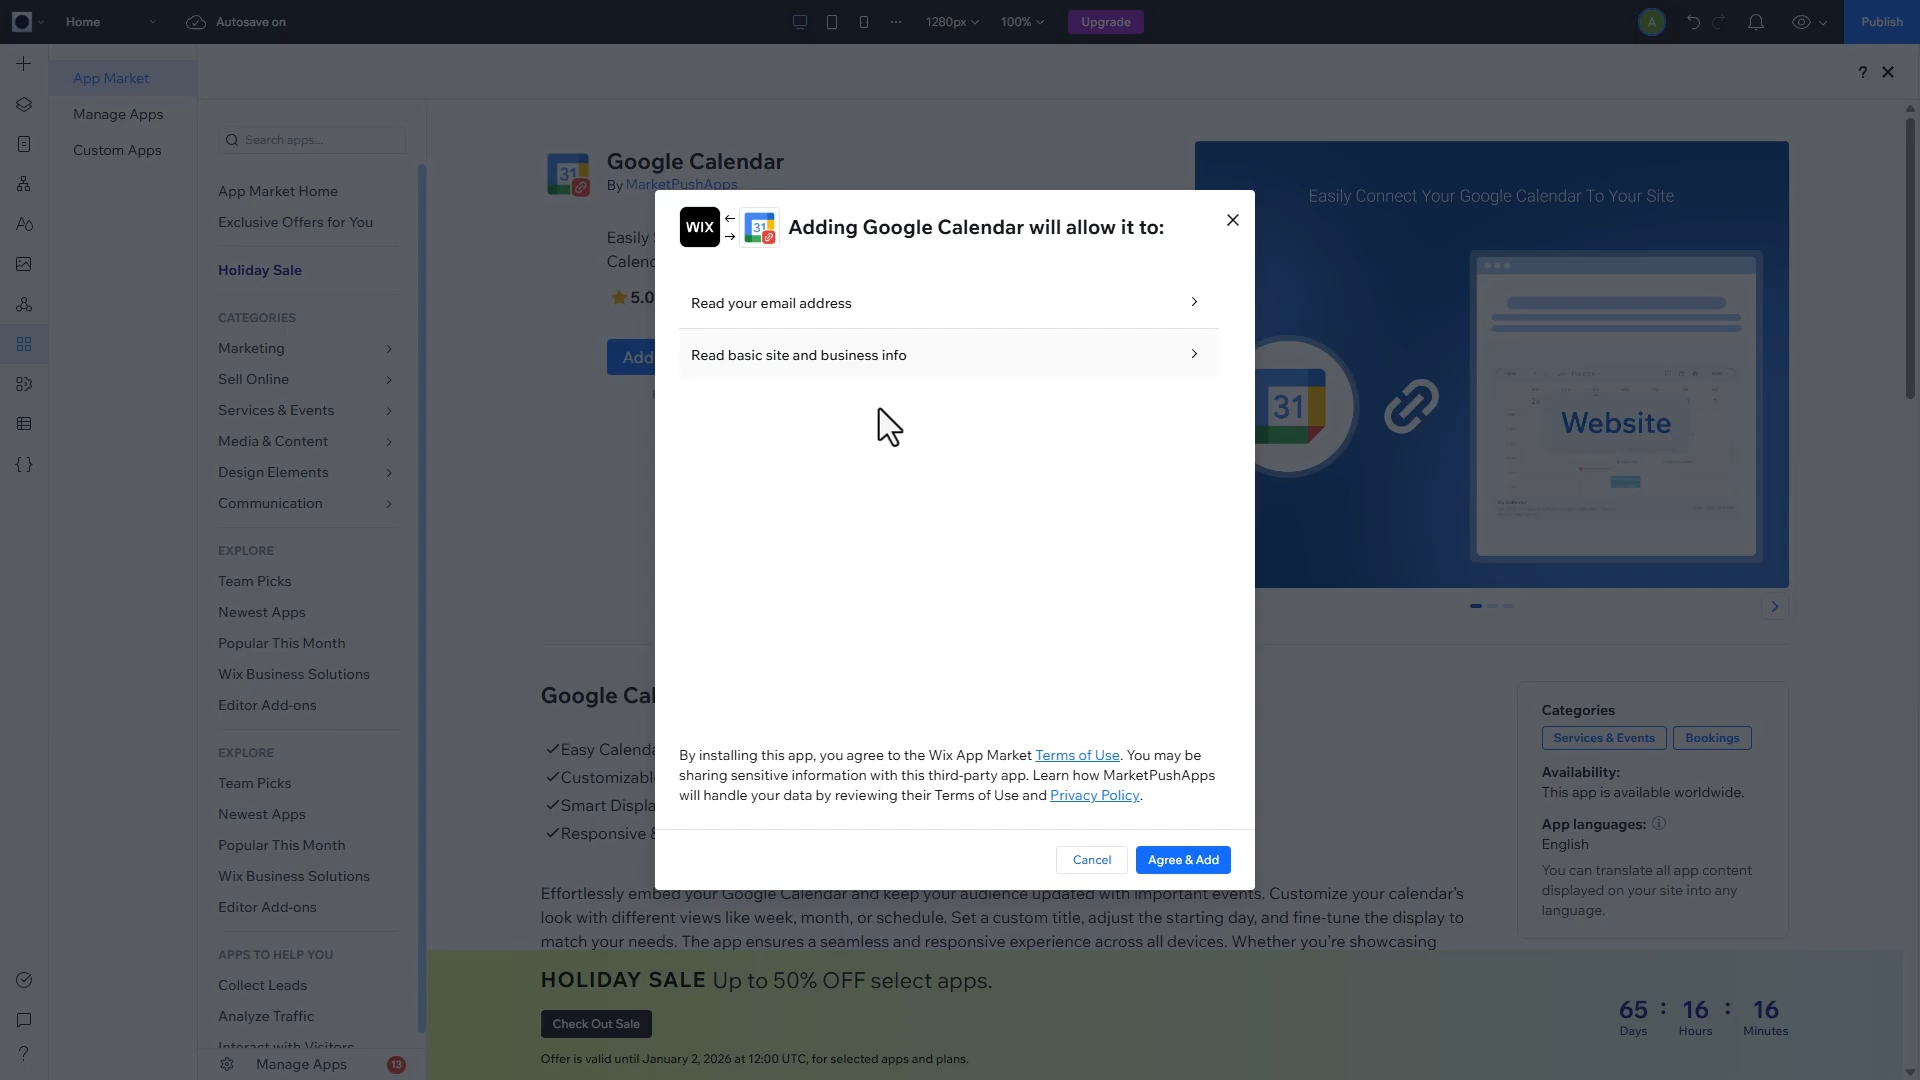 Home
Autosave on
1280px
100%
Upgrade
A
Publish
App Market
Manage Apps
Custom Apps
?
Search apps...
App Market Home
Exclusive Offers for You
Holiday Sale
CATEGORIES
Marketing
Sell Online
Services & Events
Media & Content
Design Elements
Communication
EXPLORE
Team Picks
Newest Apps
Popular This Month
Wix Business Solutions
Editor Add-ons
EXPLORE
Team Picks
Newest Apps
Popular This Month
Wix Business Solutions
Editor Add-ons
APPS TO HELP YOU
Collect Leads
Analyze Traffic
Interact with Visitors
Manage Apps
13
31
Google Calendar
By MarketPushApps
Easily
Calend
5.0
Add
Easily Connect Your Google Calendar To Your Site
31
Website
WIX
31
Adding Google Calendar will allow it to:
Read your email address
Read basic site and business info
By installing this app, you agree to the Wix App Market Terms of Use. You may be
sharing sensitive information with this third-party app. Learn how MarketPushApps
will handle your data by reviewing their Terms of Use and Privacy Policy.
Cancel
Agree & Add
Google Cal
Easy Calenda
Customizabl
Smart Displa
Responsive &
Effortlessly embed your Google Calendar and keep your audience updated with important events. Customize your calendar's
look with different views like week, month, or schedule. Set a custom title, adjust the starting day, and fine-tune the display to
match your needs. The app ensures a seamless and responsive experience across all devices. Whether you're showcasing
Categories
Services & Events
Bookings
Availability:
This app is available worldwide.
App languages:
English
You can translate all app content
displayed on your site into any
language.
HOLIDAY SALE Up to 50% OFF select apps.
Check Out Sale
Offer is valid until January 2, 2026 at 12:00 UTC, for selected apps and plans.
65 : 16 : 16
Days Hours Minutes
?